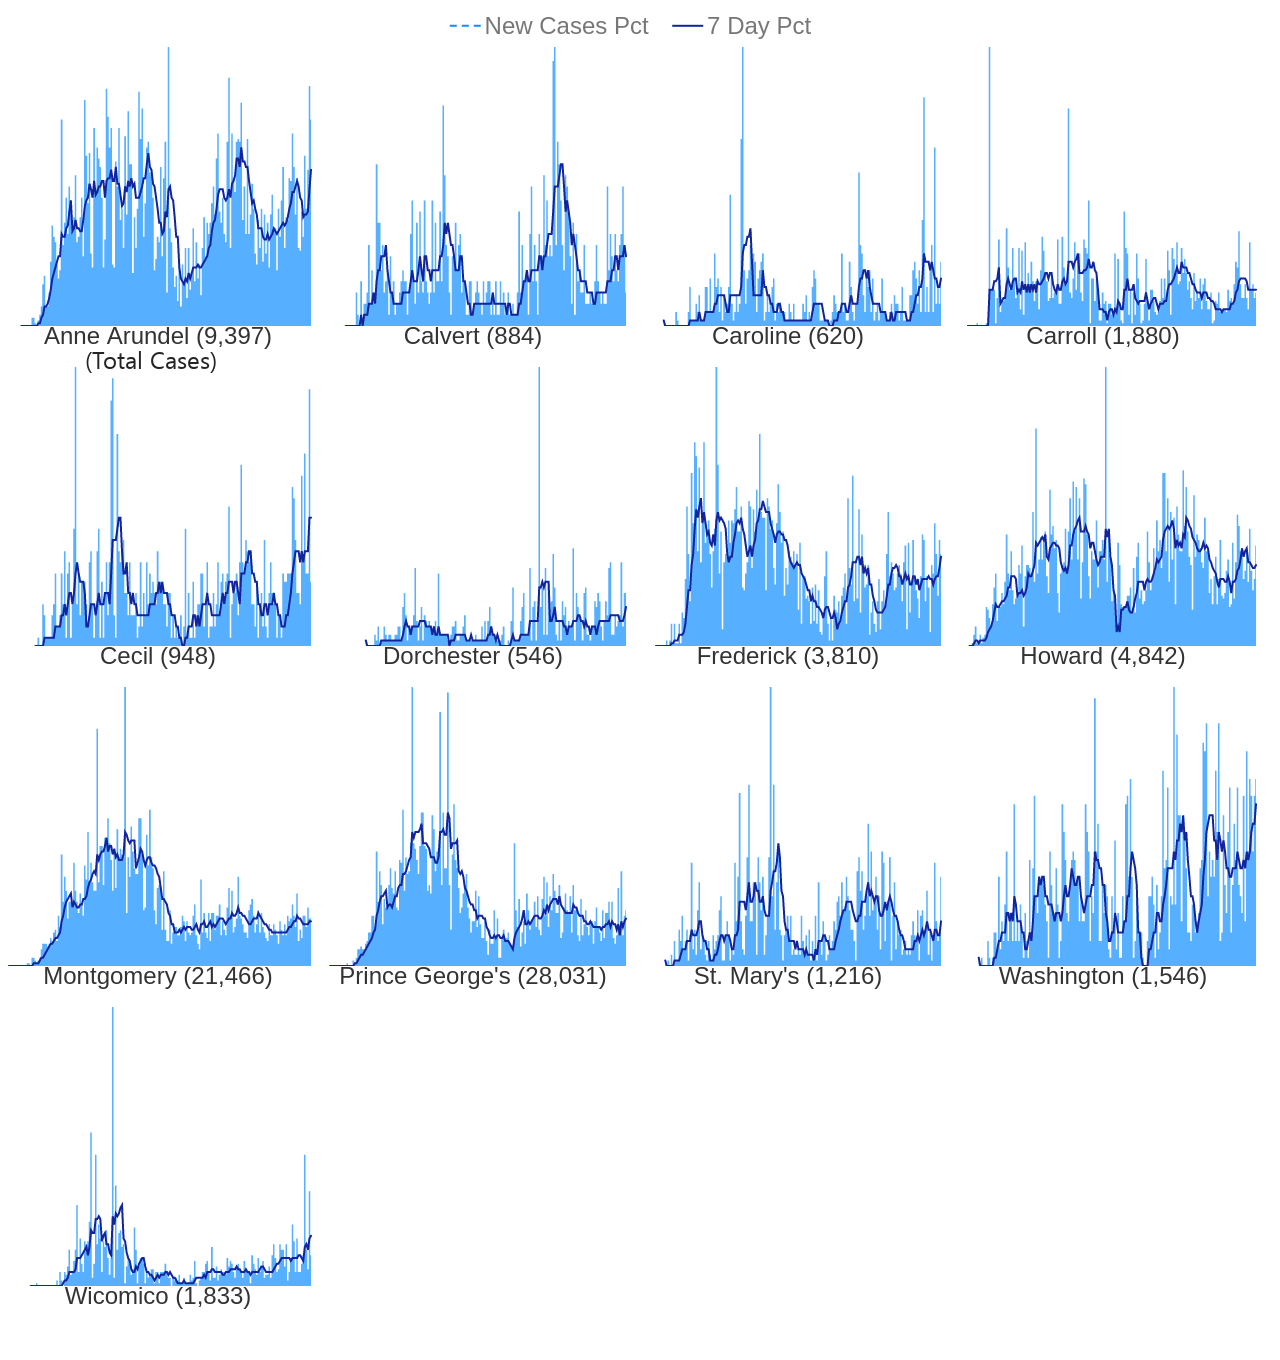 New Cases Pct 7 Day Pct
Anne Arundel (9,397) Calvert (884) Caroline (620) Carroll (1,880)
(Total Cases)
Cecil (948) Dorchester (546) Frederick (3,810) Howard (4,842)
Montgomery (21,466) Prince George's (28,031) St. Mary's (1,216) Washington (1,546)
Wicomico (1,833)